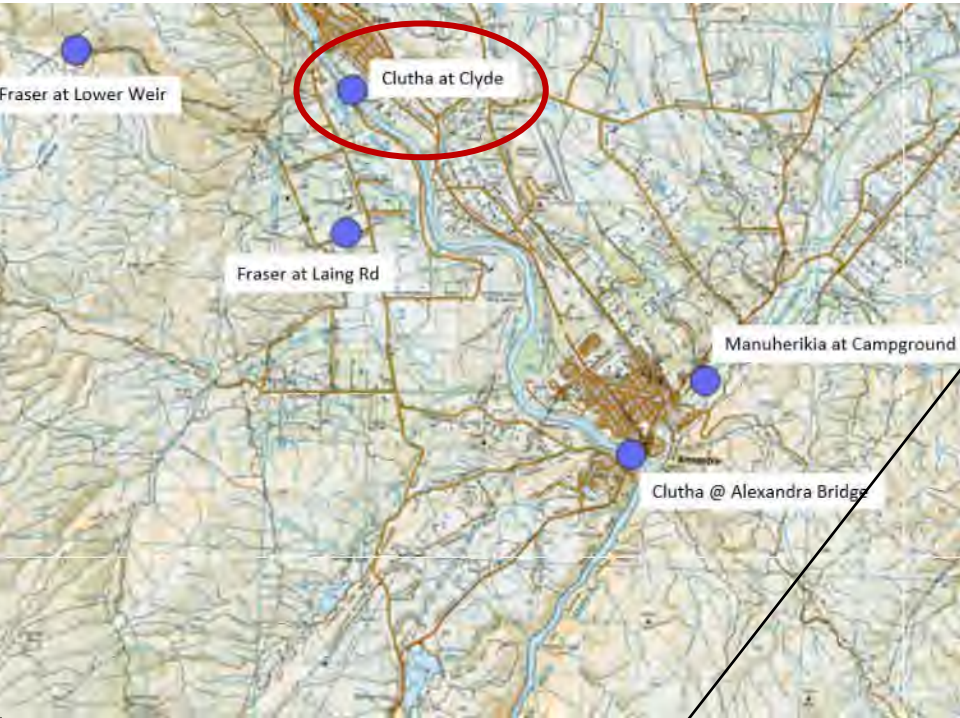 Clutha at Clyde
Fraser at Lower Weir
Fraser at Laing Rd
Manuherikia at Campground
Clutha @ Alexandra Bridge